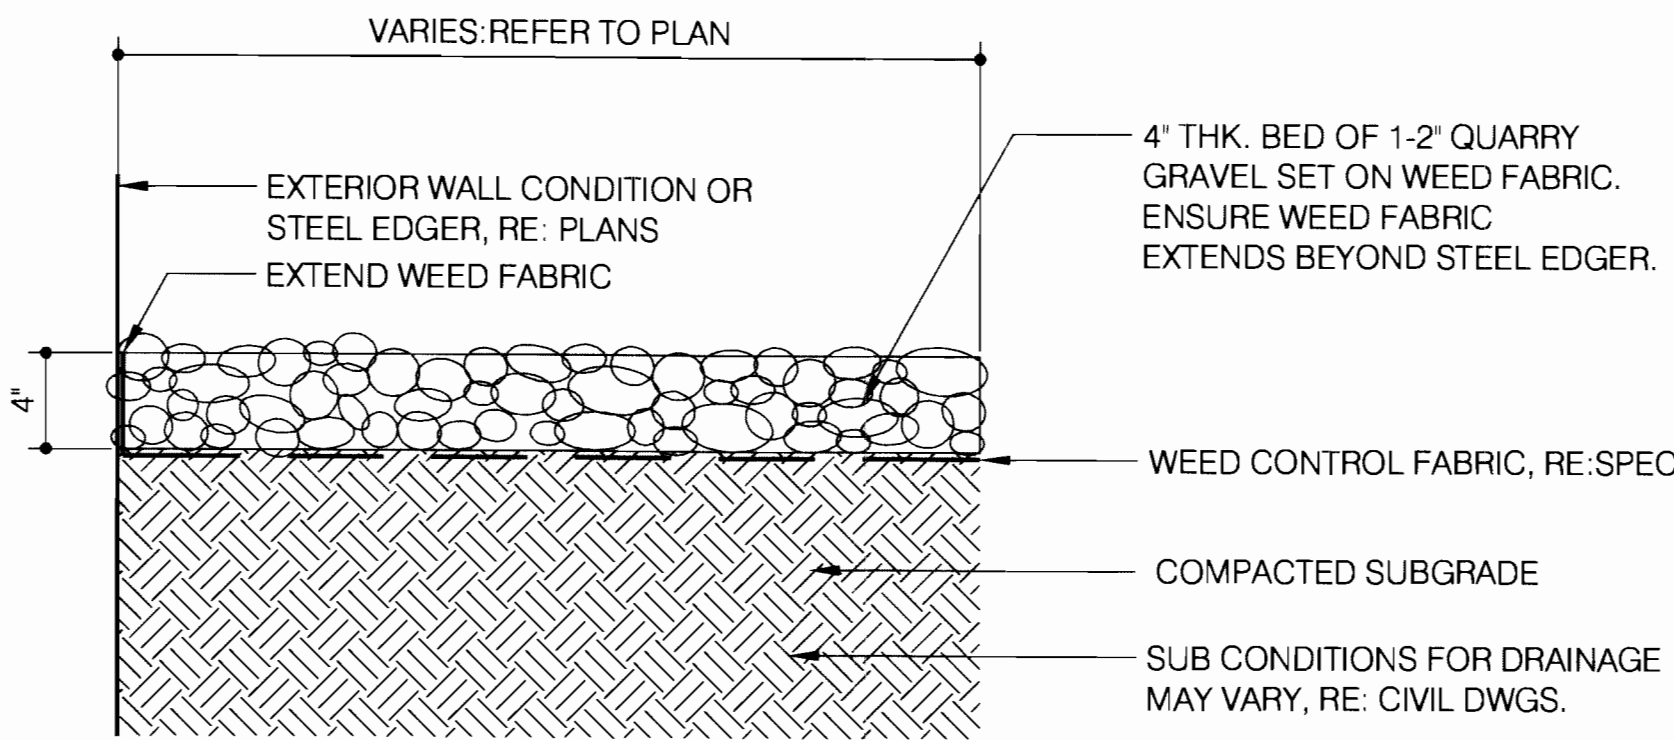 VARIES:REFER TO PLAN
4" THK. BED OF 1-2" QUARRY
GRAVEL SET ON WEED FABRIC.
ENSURE WEED FABRIC
EXTENDS BEYOND STEEL EDGER.
EXTERIOR WALL CONDITION OR
STEEL EDGER, RE: PLANS
EXTEND WEED FABRIC
4"
WEED CONTROL FABRIC, RE:SPEC
COMPACTED SUBGRADE
SUB CONDITIONS FOR DRAINAGE
MAY VARY, RE: CIVIL DWGS.